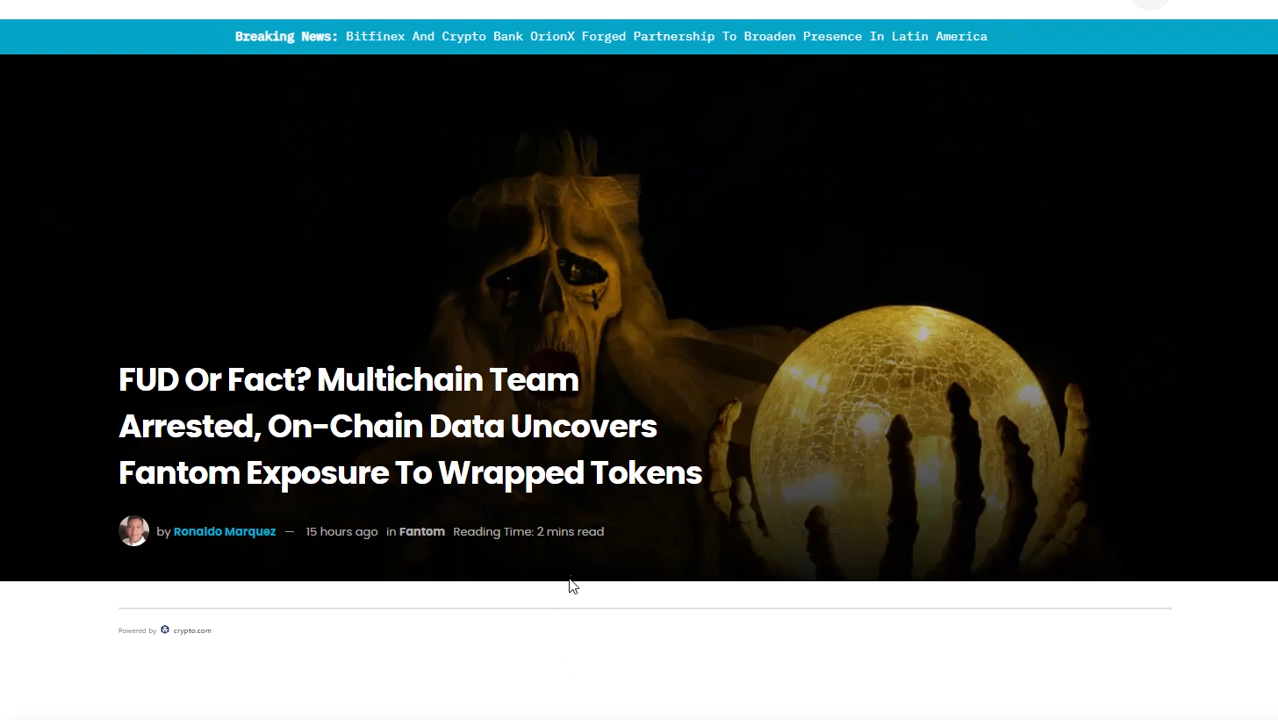 Breaking News: Bitfinex And Crypto Bank OrionX Forged Partnership To Broaden Presence In Latin America
FUD Or Fact? Multichain Team
Arrested, On-Chain Data Uncovers
Fantom Exposure To Wrapped Tokens
by Ronaldo Marquez — 15 hours ago in Fantom Reading Time: 2 mins read
Powered by crypto.com